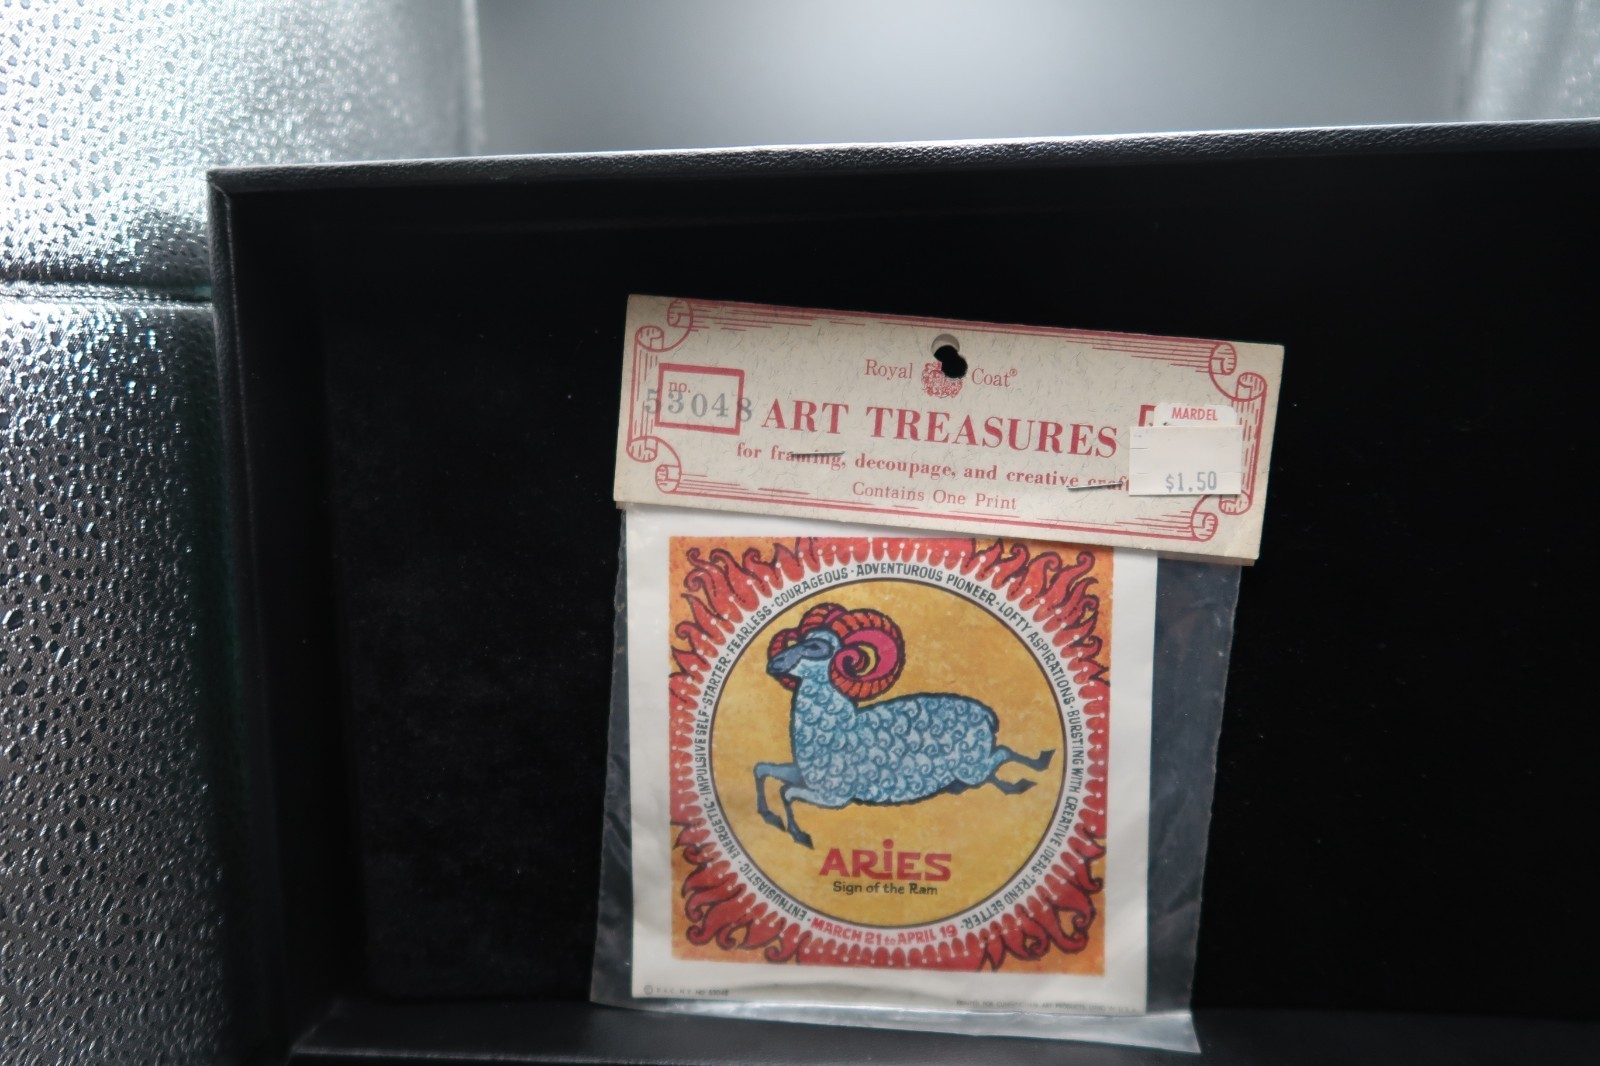 Royal Coat®
no.
53048
ART TREASURES
MARDEL
$1.50
for framing, decoupage, and creative
Contains One Print
ENTHUSIASTIC · ENERGETIC · IMPULSIVE SELF-STARTER · FEARLESS · COURAGEOUS · ADVENTUROUS PIONEER · LOFTY ASPIRATIONS · BURSTING WITH CREATIVE IDEAS · TREND SETTER ·
ARiES
Sign of the Ram
MARCH 21 to APRIL 19